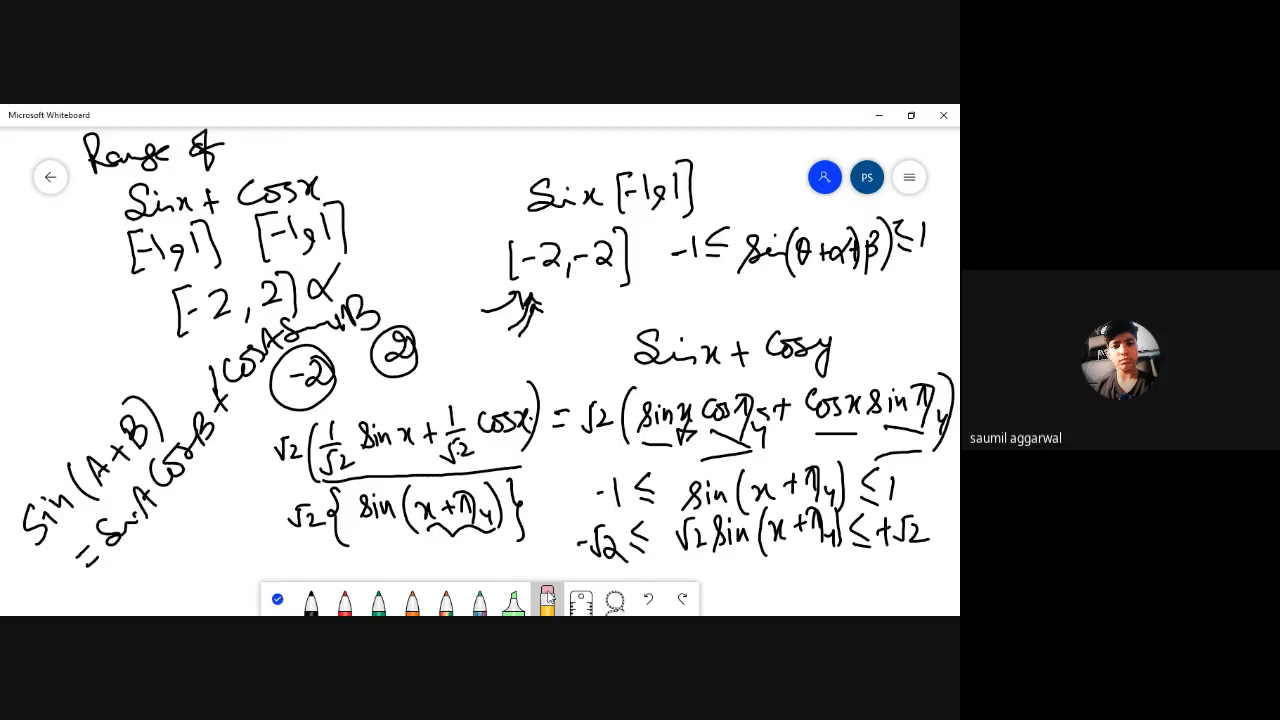 Microsoft Whiteboard
Range of
Sinx + Cosx
[-1,1] [-1,1]
[-2, 2] α
-2 2
Sin(A+B)
= SinA CosB + CosA SinB
Sinx [-1,1]
[-2, -2]
-1 ≤ Sin(θ+α+β) ≤ 1
PS
Sinx + Cosy
√2 (1/√2 Sinx + 1/√2 Cosx) = √2 (Sinx Cosπ/4 + Cosx Sinπ/4)
√2 { Sin(x+π/4) }
-1 ≤ Sin(x+π/4) ≤ 1
-√2 ≤ √2 Sin(x+π/4) ≤ +√2
saumil aggarwal